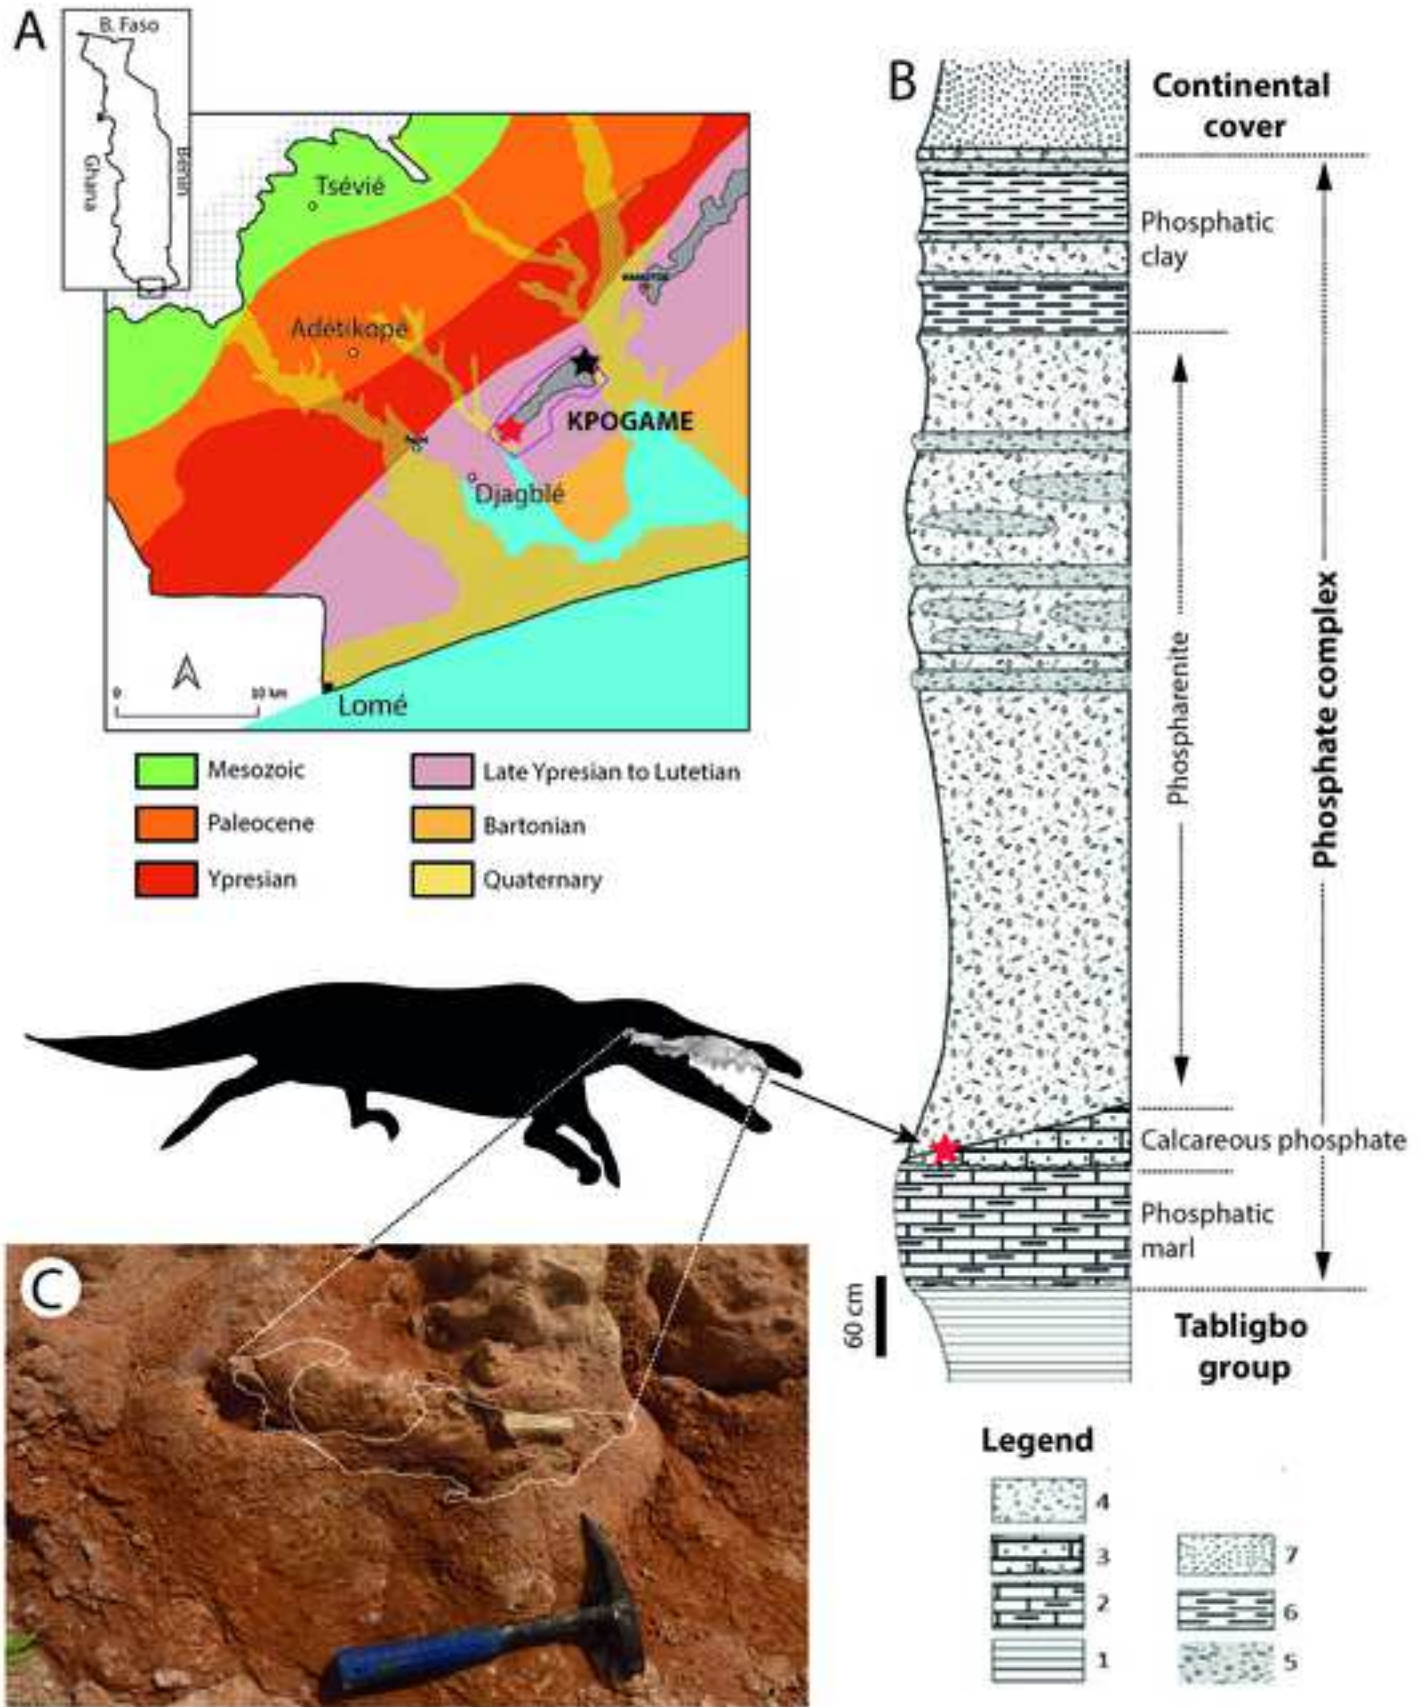 A
B. Faso
Ghana
Bénin
Tsévié
Adétikopé
KPOGAME
Djagblé
0
10 km
Lomé
Mesozoic
Paleocene
Ypresian
Late Ypresian to Lutetian
Bartonian
Quaternary
B
Continental
cover
Phosphatic
clay
Phospharenite
Phosphate complex
Calcareous phosphate
Phosphatic
marl
60 cm
Tabligbo
group
Legend
4
3
2
1
7
6
5
C